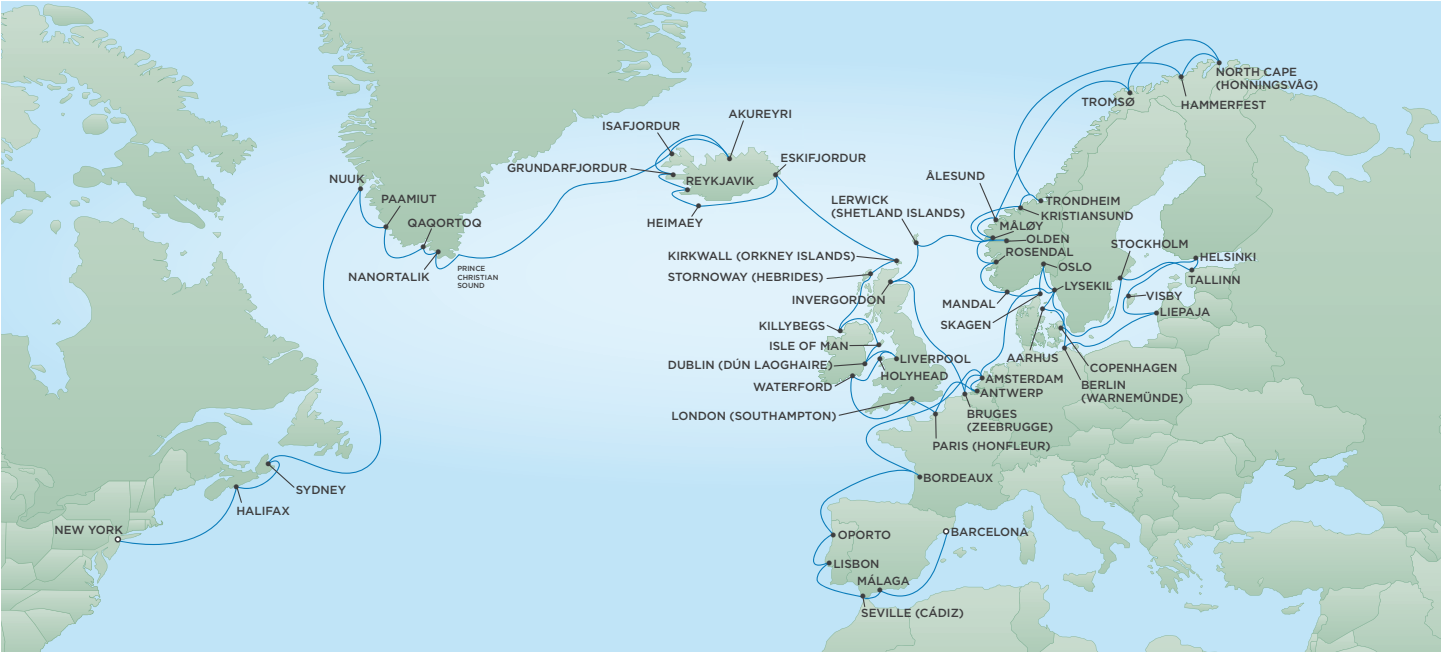 NORTH CAPE
(HONNINGSVÅG)
TROMSØ
HAMMERFEST
AKUREYRI
ISAFJORDUR
ESKIFJORDUR
GRUNDARFJORDUR
NUUK
REYKJAVIK
ÅLESUND
PAAMIUT
LERWICK
(SHETLAND ISLANDS)
TRONDHEIM
KRISTIANSUND
QAQORTOQ
HEIMAEY
MÅLØY
OLDEN
STOCKHOLM
ROSENDAL
KIRKWALL (ORKNEY ISLANDS)
HELSINKI
OSLO
NANORTALIK
PRINCE
CHRISTIAN
SOUND
STORNOWAY (HEBRIDES)
TALLINN
LYSEKIL
INVERGORDON
MANDAL
VISBY
LIEPAJA
SKAGEN
KILLYBEGS
ISLE OF MAN
AARHUS
LIVERPOOL
DUBLIN (DÚN LAOGHAIRE)
COPENHAGEN
HOLYHEAD
AMSTERDAM
BERLIN
(WARNEMÜNDE)
WATERFORD
ANTWERP
LONDON (SOUTHAMPTON)
BRUGES
(ZEEBRUGGE)
PARIS (HONFLEUR)
BORDEAUX
SYDNEY
HALIFAX
NEW YORK
BARCELONA
OPORTO
LISBON
MÁLAGA
SEVILLE (CÁDIZ)